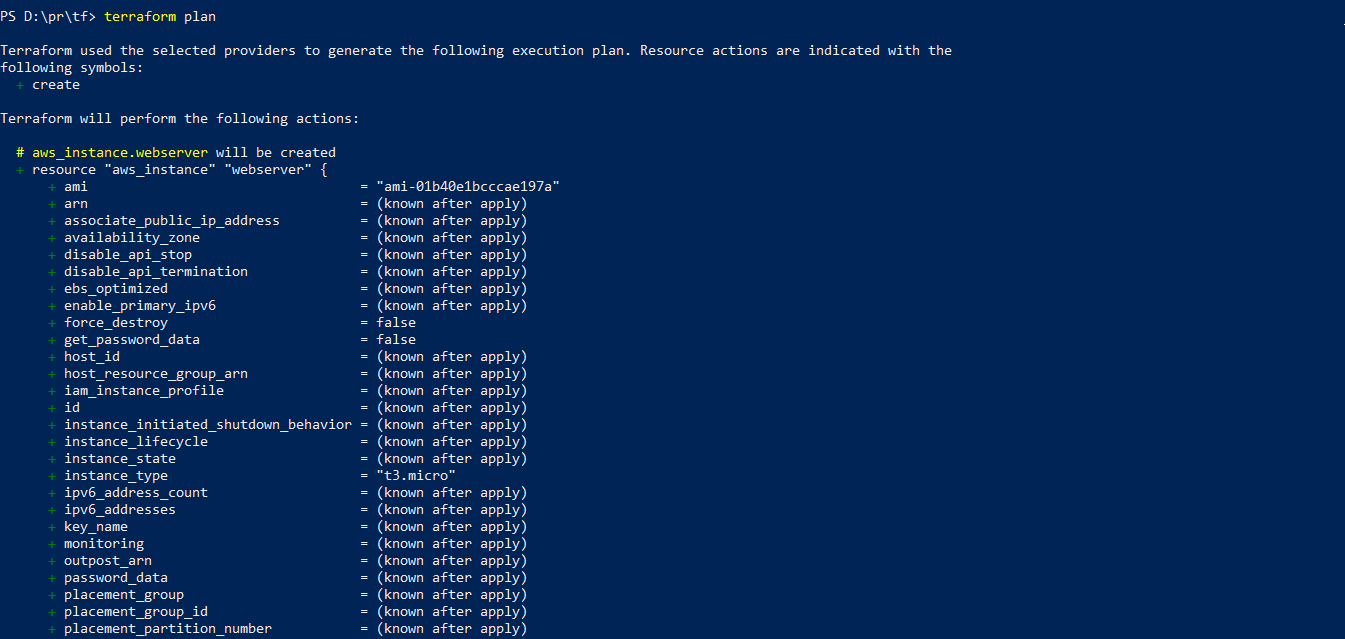 PS D:\pr\tf> terraform plan
Terraform used the selected providers to generate the following execution plan. Resource actions are indicated with the
following symbols:
  + create
Terraform will perform the following actions:
  # aws_instance.webserver will be created
  + resource "aws_instance" "webserver" {
      + ami                                  = "ami-01b40e1bcccae197a"
      + arn                                  = (known after apply)
      + associate_public_ip_address          = (known after apply)
      + availability_zone                    = (known after apply)
      + disable_api_stop                     = (known after apply)
      + disable_api_termination              = (known after apply)
      + ebs_optimized                        = (known after apply)
      + enable_primary_ipv6                  = (known after apply)
      + force_destroy                        = false
      + get_password_data                    = false
      + host_id                              = (known after apply)
      + host_resource_group_arn              = (known after apply)
      + iam_instance_profile                 = (known after apply)
      + id                                   = (known after apply)
      + instance_initiated_shutdown_behavior = (known after apply)
      + instance_lifecycle                   = (known after apply)
      + instance_state                       = (known after apply)
      + instance_type                        = "t3.micro"
      + ipv6_address_count                   = (known after apply)
      + ipv6_addresses                       = (known after apply)
      + key_name                             = (known after apply)
      + monitoring                           = (known after apply)
      + outpost_arn                          = (known after apply)
      + password_data                        = (known after apply)
      + placement_group                      = (known after apply)
      + placement_group_id                   = (known after apply)
      + placement_partition_number           = (known after apply)